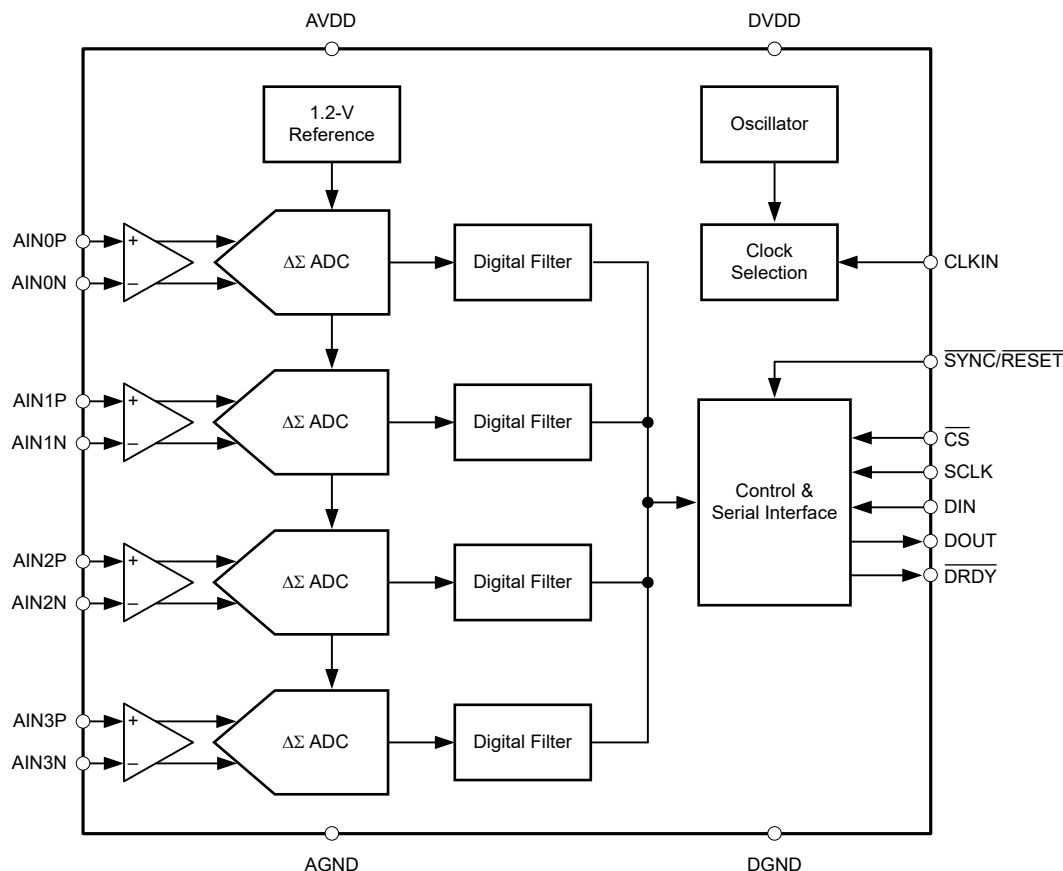 AVDD
DVDD
1.2-V
Reference
Oscillator
AIN0P
+
ΔΣ ADC
Digital Filter
Clock
Selection
CLKIN
AIN0N
–
SYNC/RESET
AIN1P
+
ΔΣ ADC
Digital Filter
AIN1N
–
CS
SCLK
Control &
Serial Interface
DIN
DOUT
DRDY
AIN2P
+
ΔΣ ADC
Digital Filter
AIN2N
–
AIN3P
+
ΔΣ ADC
Digital Filter
AIN3N
–
AGND
DGND